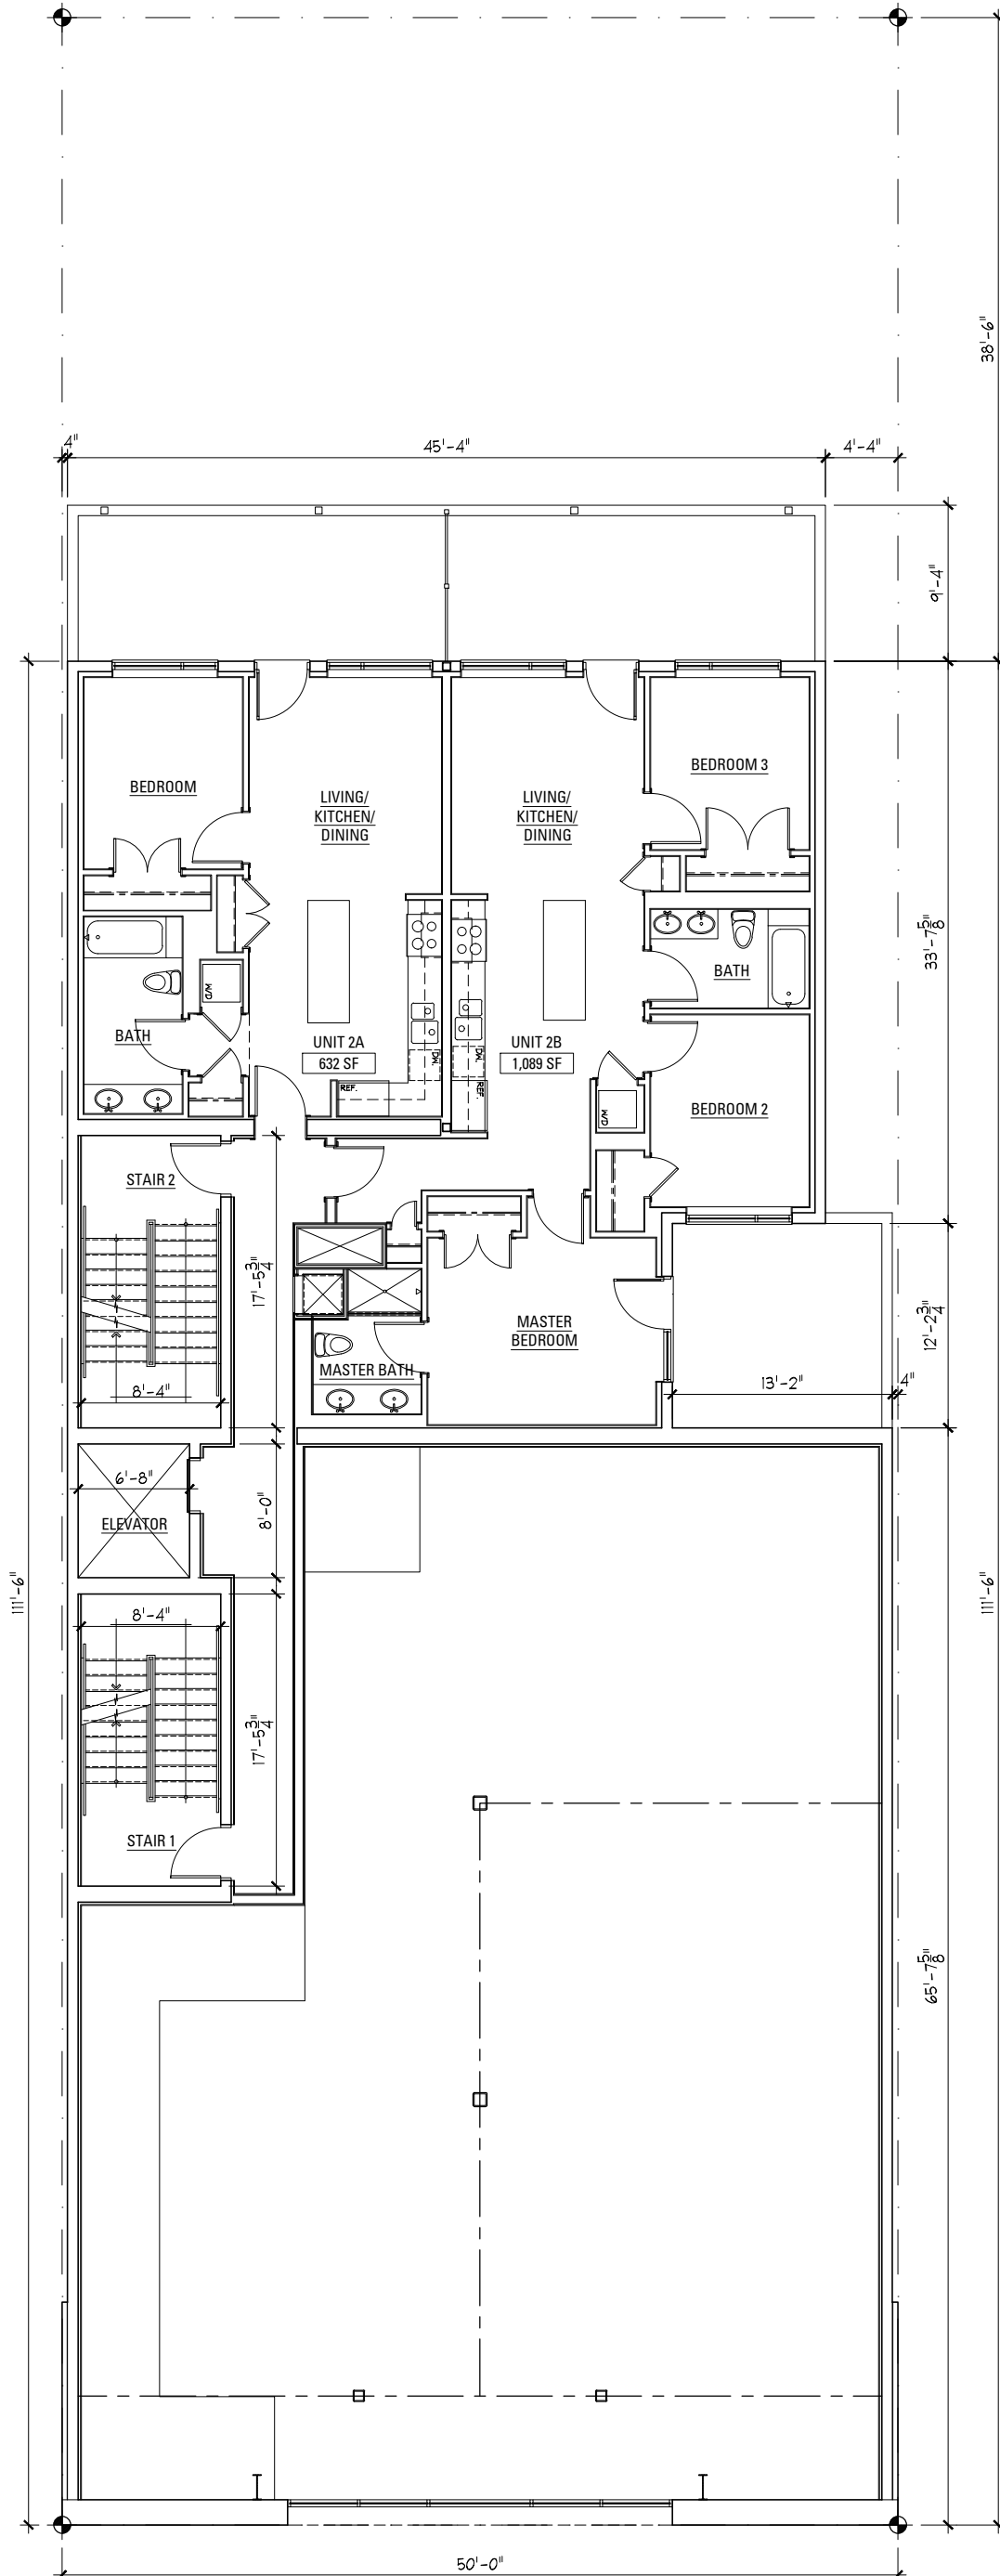 38'-6"
4"
45'-4"
4'-4"
9'-4"
BEDROOM
LIVING/
KITCHEN/
DINING
LIVING/
KITCHEN/
DINING
BEDROOM 3
33'-7 5/8"
W/D
BATH
BATH
UNIT 2A
632 SF
DW.
REF.
UNIT 2B
1,089 SF
DW.
REF.
W/D
BEDROOM 2
STAIR 2
17'-5 3/4"
8'-4"
MASTER
BEDROOM
MASTER BATH
12'-2 3/4"
13'-2"
4"
6'-8"
ELEVATOR
8'-0"
111'-6"
111'-6"
8'-4"
17'-5 3/4"
STAIR 1
65'-7 5/8"
50'-0"